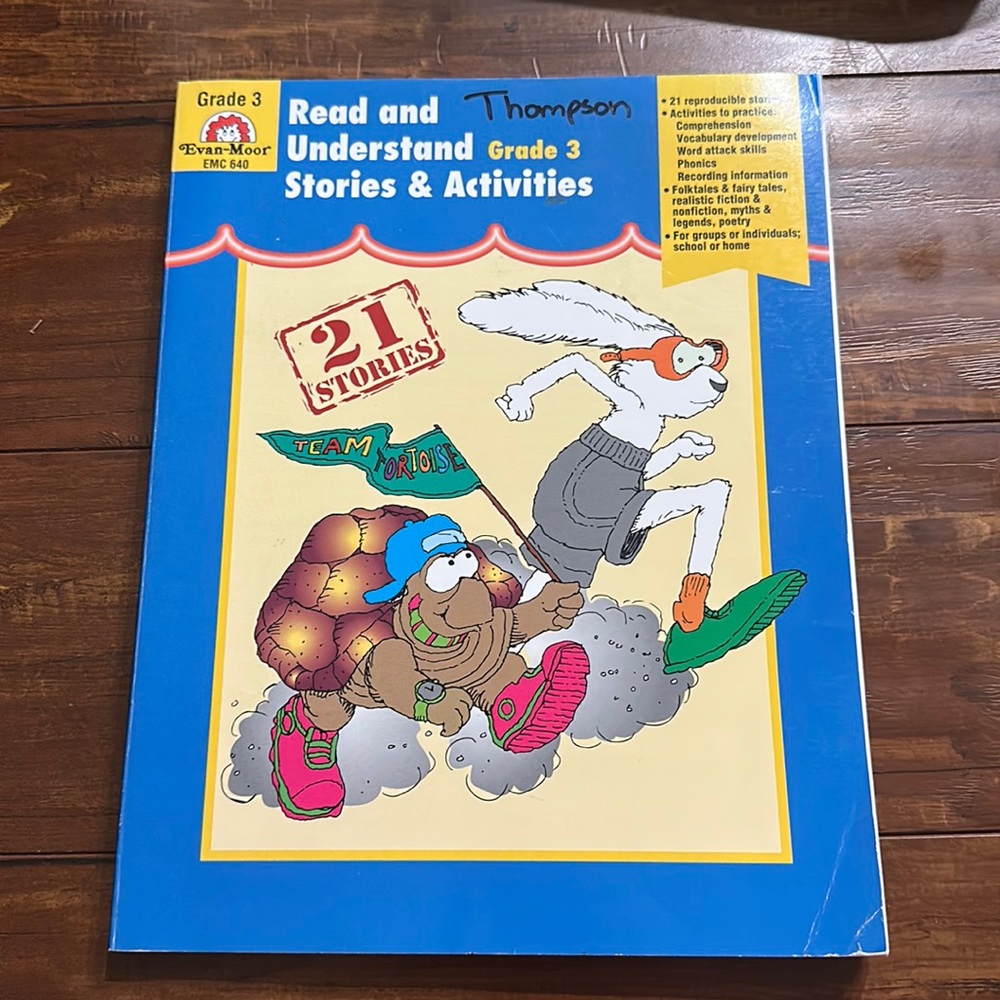 Grade 3
Evan-Moor
EMC 640
Read and
Understand Grade 3
Stories & Activities
Thompson
• 21 reproducible
• Activities to practice:
Comprehension
Vocabulary development
Word attack skills
Phonics
Recording information
• Folktales & fairy tales,
realistic fiction &
nonfiction, myths &
legends, poetry
• For groups or individuals;
school or home
21
STORIES
TEAM TORTOISE